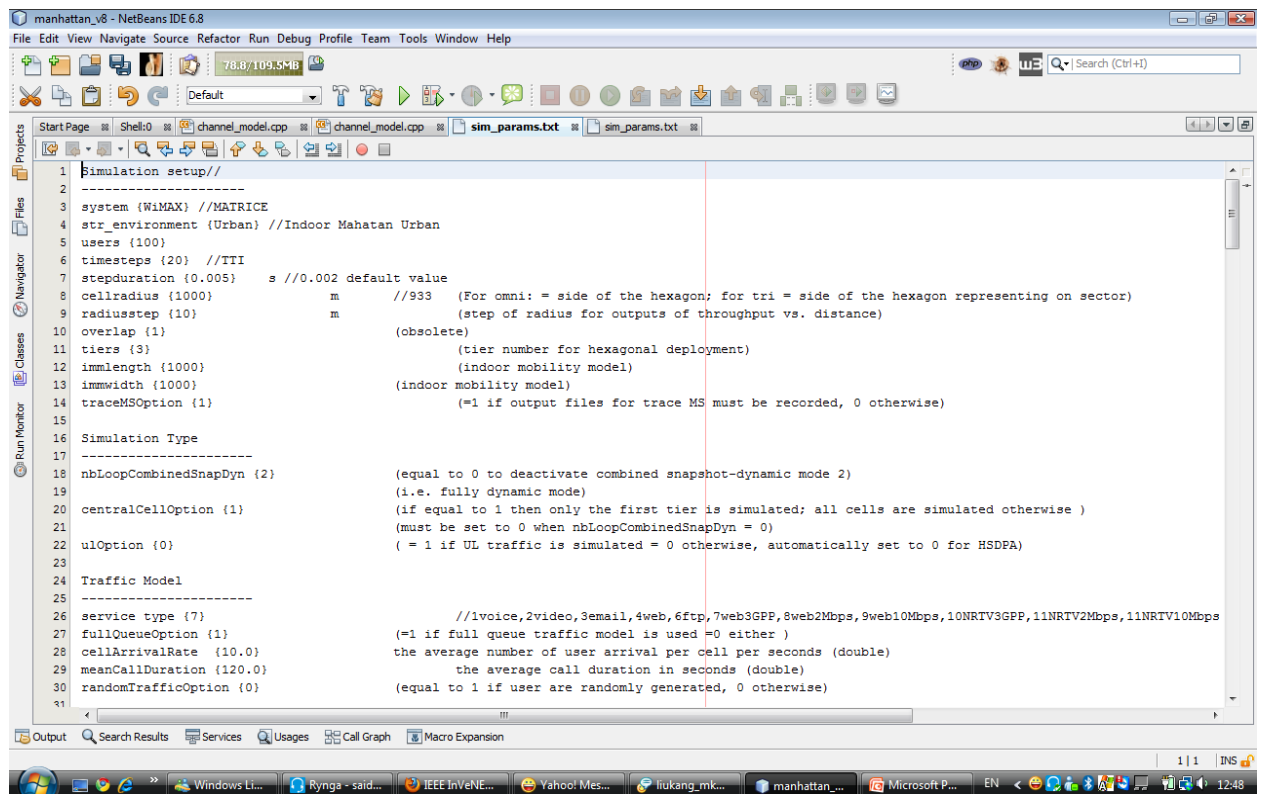 manhattan_v8 - NetBeans IDE 6.8
File Edit View Navigate Source Refactor Run Debug Profile Team Tools Window Help
78.8/109.5MB
php
Search (Ctrl+I)
Default
Start Page Shell:0 channel_model.cpp channel_model.cpp sim_params.txt sim_params.txt
Projects
Files
Navigator
Classes
Run Monitor
1 Simulation setup//
2 ---------------------
3 system {WiMAX} //MATRICE
4 str_environment {Urban} //Indoor Mahatan Urban
5 users {100}
6 timesteps {20} //TTI
7 stepduration {0.005} s //0.002 default value
8 cellradius {1000} m //933 (For omni: = side of the hexagon; for tri = side of the hexagon representing on sector)
9 radiusstep {10} m (step of radius for outputs of throughput vs. distance)
10 overlap {1} (obsolete)
11 tiers {3} (tier number for hexagonal deployment)
12 immlength {1000} (indoor mobility model)
13 immwidth {1000} (indoor mobility model)
14 traceMSOption {1} (=1 if output files for trace MS must be recorded, 0 otherwise)
15
16 Simulation Type
17 ----------------------
18 nbLoopCombinedSnapDyn {2} (equal to 0 to deactivate combined snapshot-dynamic mode 2)
19 (i.e. fully dynamic mode)
20 centralCellOption {1} (if equal to 1 then only the first tier is simulated; all cells are simulated otherwise )
21 (must be set to 0 when nbLoopCombinedSnapDyn = 0)
22 ulOption {0} ( = 1 if UL traffic is simulated = 0 otherwise, automatically set to 0 for HSDPA)
23
24 Traffic Model
25 ----------------------
26 service type {7} //1voice,2video,3email,4web,6ftp,7web3GPP,8web2Mbps,9web10Mbps,10NRTV3GPP,11NRTV2Mbps,11NRTV10Mbps
27 fullQueueOption {1} (=1 if full queue traffic model is used =0 either )
28 cellArrivalRate {10.0} the average number of user arrival per cell per seconds (double)
29 meanCallDuration {120.0} the average call duration in seconds (double)
30 randomTrafficOption {0} (equal to 1 if user are randomly generated, 0 otherwise)
31
Output Search Results Services Usages Call Graph Macro Expansion
1|1 INS
Windows Li... Rynga - said... IEEE InVeNE... Yahoo! Mes... liukang_mk... manhattan_... Microsoft P... EN 12:48